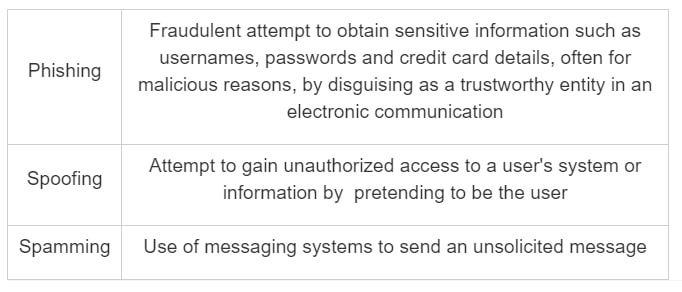 Phishing
Fraudulent attempt to obtain sensitive information such as
usernames, passwords and credit card details, often for
malicious reasons, by disguising as a trustworthy entity in an
electronic communication
Spoofing
Attempt to gain unauthorized access to a user's system or
information by  pretending to be the user
Spamming
Use of messaging systems to send an unsolicited message